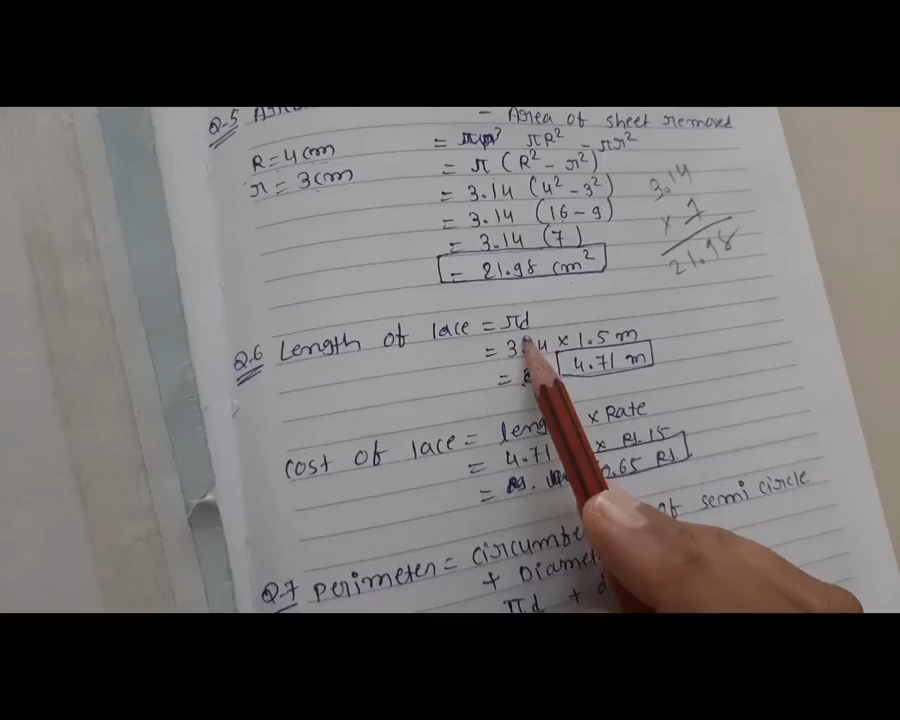 Q-5
- Area of sheet removed
R = 4 cm
= πR² - πr²
r = 3 cm
= π (R² - r²)
= 3.14 (4² - 3²)
= 3.14 (16 - 9)
= 3.14 (7)
= 21.98 cm²
3.14
× 7
21.98
Q.6 Length of lace = πd
= 3. 4 × 1.5 m
= 4.71 m
Cost of lace = leng × Rate
= 4.71 × Rs. 15
= .65 Rs.
Q.7 Perimeter = circumfe of semi circle
+ Diamet
πd + d